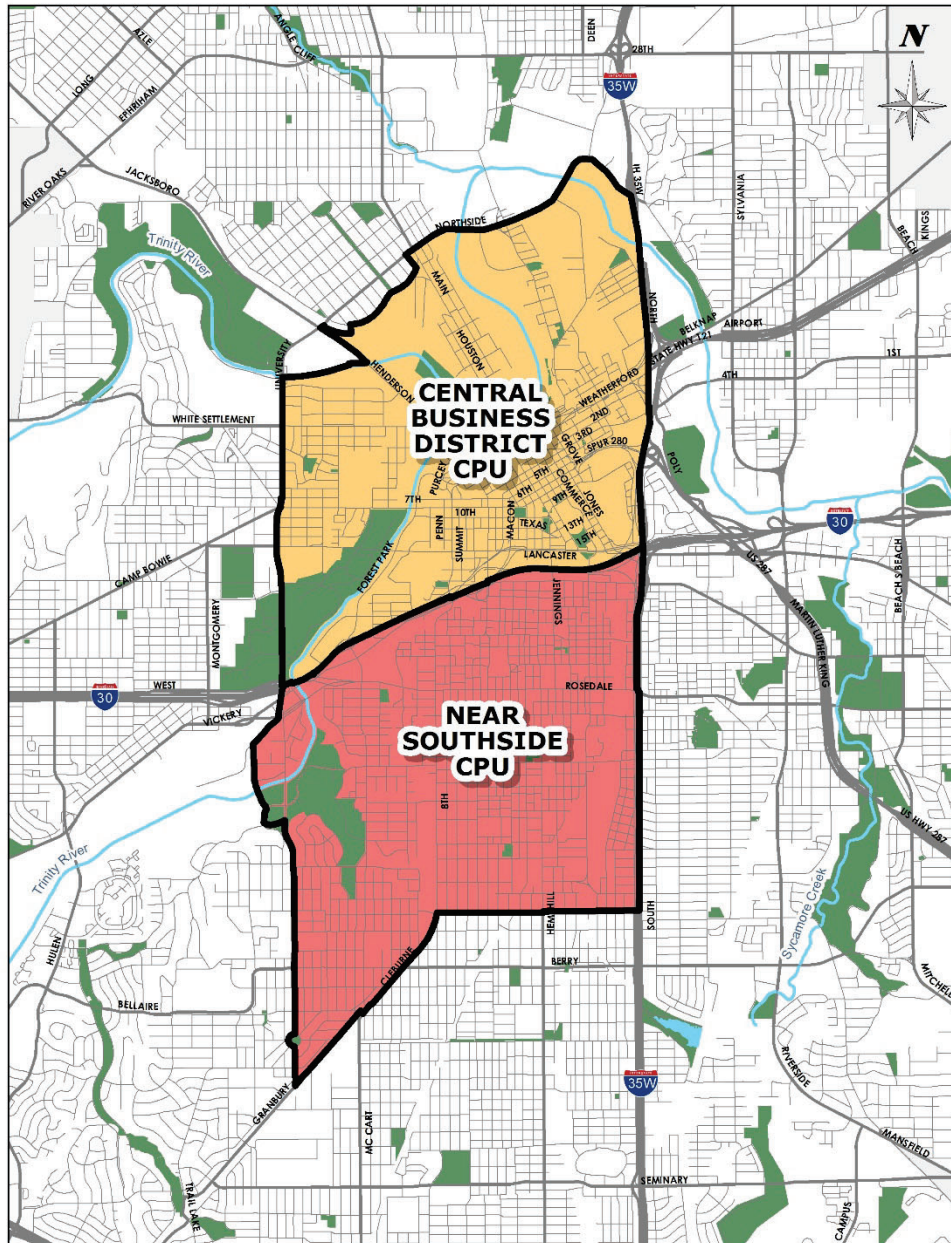 ANGLE CLIFF
DEEN
N
AZLE
28TH
LONG
INTERSTATE
35W
EPHRIHAM
RIVER OAKS
JACKSBORO
IH 35W
SYLVANIA
BEACH
KINGS
NORTHSIDE
Trinity River
MAIN
NORTH
BELKNAP
AIRPORT
HOUSTON
STATE HWY 121
1ST
UNIVERSITY
HENDERSON
4TH
WEATHERFORD
CENTRAL
BUSINESS
DISTRICT
CPU
2ND
3RD
WHITE SETTLEMENT
GROVE
SPUR 280
POLY
PURCEY
5TH
COMMERCE
6TH
9TH
JONES
7TH
10TH
MACON
PENN
SUMMIT
TEXAS
13TH
15TH
30
LANCASTER
US 287
CAMP BOWIE
FOREST PARK
BEACH S BEACH
JENNINGS
MONTGOMERY
MARTIN LUTHER KING
WEST
30
ROSEDALE
VICKERY
NEAR
SOUTHSIDE
CPU
8TH
US HWY 287
Trinity River
HEMPHILL
SOUTH
Sycamore Creek
HULEN
CLEBURNE
BERRY
MITCHELL
BELLAIRE
RIVERSIDE
INTERSTATE
35W
GRANBURY
MC CART
MANSFIELD
SEMINARY
TRAIL LAKE
CAMPUS